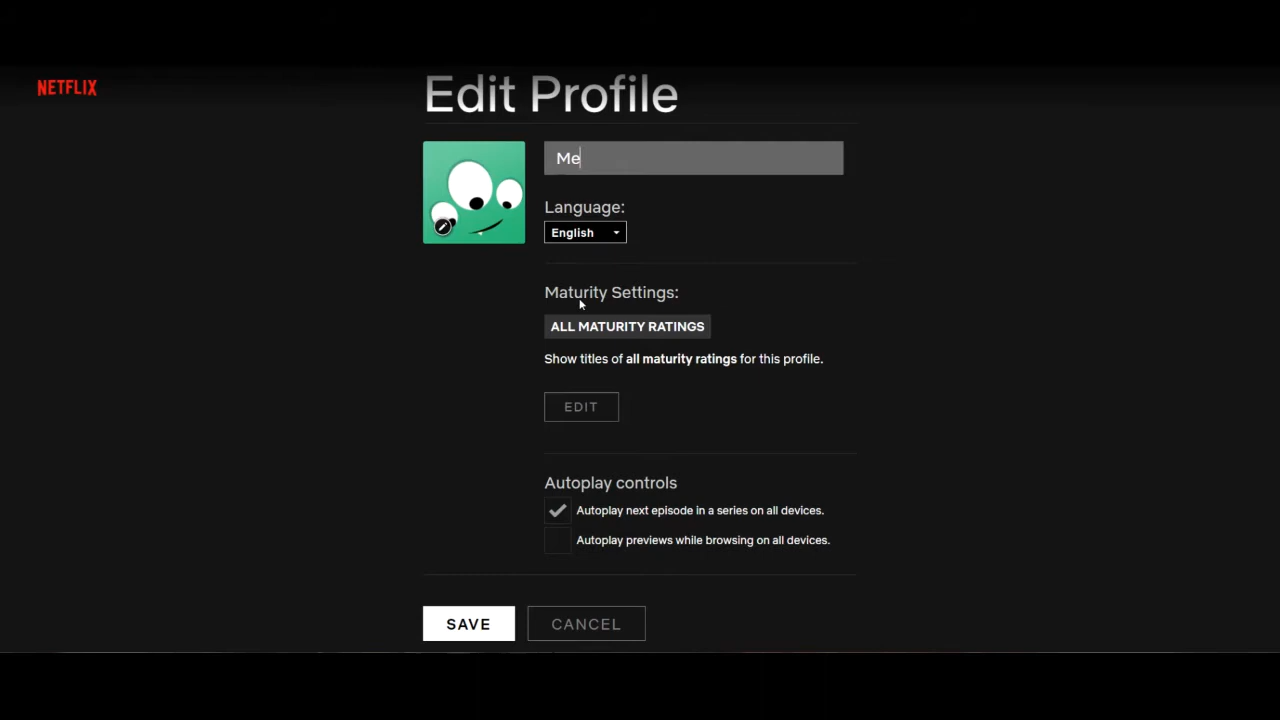 NETFLIX
Edit Profile
Me
Language:
English
Maturity Settings:
ALL MATURITY RATINGS
Show titles of all maturity ratings for this profile.
EDIT
Autoplay controls
Autoplay next episode in a series on all devices.
Autoplay previews while browsing on all devices.
SAVE
CANCEL